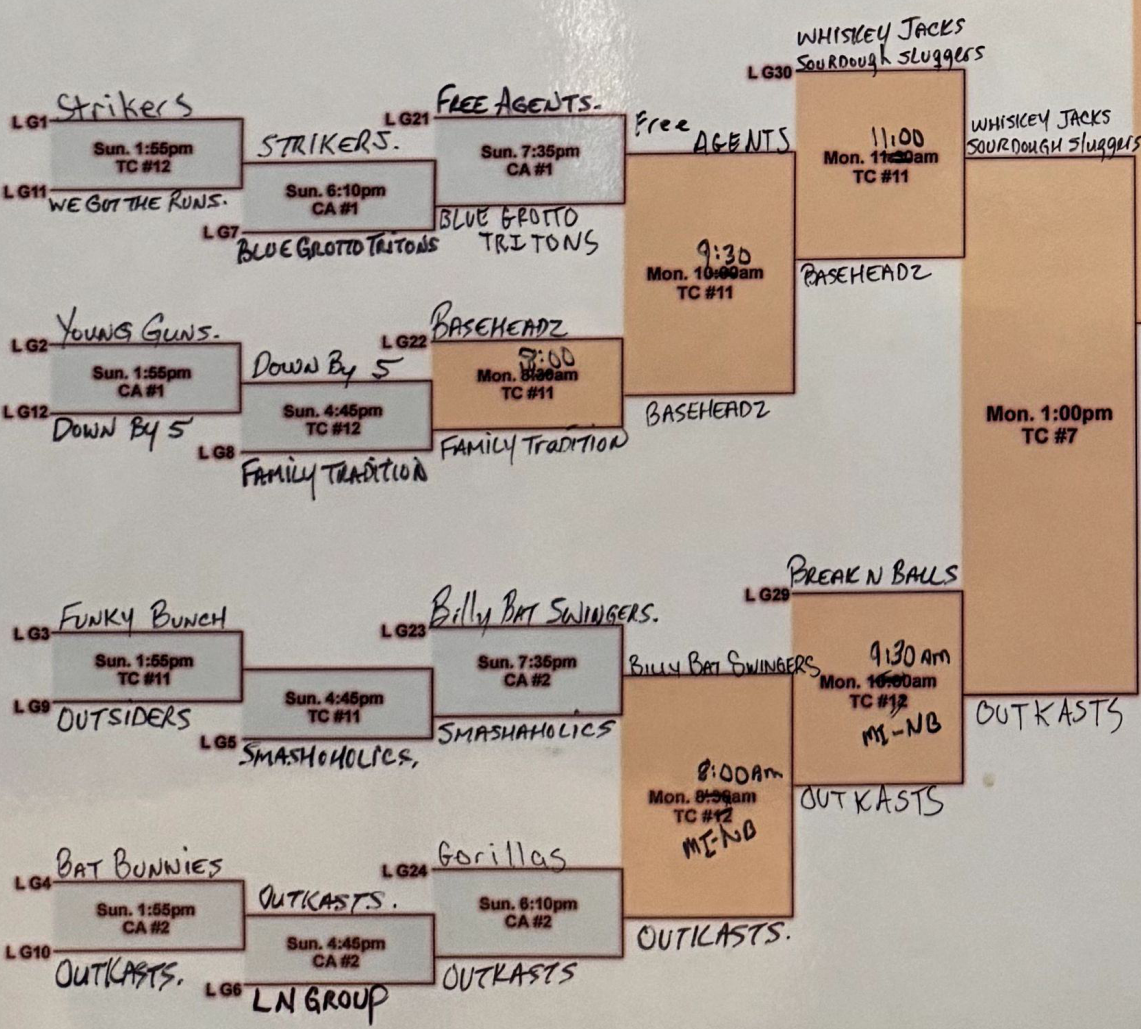 WHISKEY JACKS
SOURDOUGH SLUGGERS
L G30
11:00
Mon. 11:30am
TC #11
BASEHEADZ
WHISKEY JACKS
SOURDOUGH SLUGGERS
Mon. 1:00pm
TC #7
OUTKASTS
L G1 Strikers
Sun. 1:55pm
TC #12
L G11 WE GOT THE RUNS.
STRIKERS.
Sun. 6:10pm
CA #1
L G7 BLUE GROTTO TRITONS
L G21 FREE AGENTS.
Sun. 7:35pm
CA #1
BLUE GROTTO
TRITONS
Free
AGENTS
9:30
Mon. 10:00am
TC #11
BASEHEADZ
L G2 YOUNG GUNS.
Sun. 1:55pm
CA #1
L G12 DOWN BY 5
DOWN BY 5
Sun. 4:45pm
TC #12
L G8 FAMILY TRADITION
L G22 BASEHEADZ
8:00
Mon. 8:30am
TC #11
FAMILY TRADITION
L G3 FUNKY BUNCH
Sun. 1:55pm
TC #11
L G9 OUTSIDERS
Sun. 4:45pm
TC #11
L G5 SMASHOHOLICS,
L G23 Billy BAT SWINGERS.
Sun. 7:35pm
CA #2
SMASHAHOLICS
BILLY BAT SWINGERS
8:00Am
Mon. 8:30am
TC #12
MI-NB
OUTKASTS.
L G29 BREAK N BALLS
9:30 Am
Mon. 10:00am
TC #12
MI-NB
OUTKASTS
L G4 BAT BUNNIES
Sun. 1:55pm
CA #2
L G10 OUTKASTS.
OUTKASTS.
Sun. 4:45pm
CA #2
L G6 LN GROUP
L G24 Gorillas
Sun. 6:10pm
CA #2
OUTKASTS